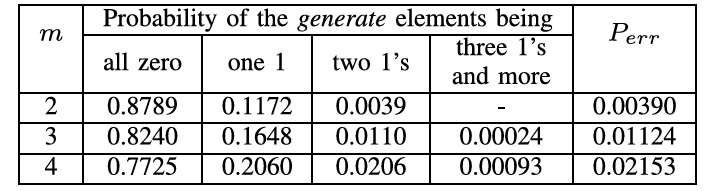 m Probability of the generate elements being P_err
all zero one 1 two 1's three 1's and more
2 0.8789 0.1172 0.0039 - 0.00390
3 0.8240 0.1648 0.0110 0.00024 0.01124
4 0.7725 0.2060 0.0206 0.00093 0.02153